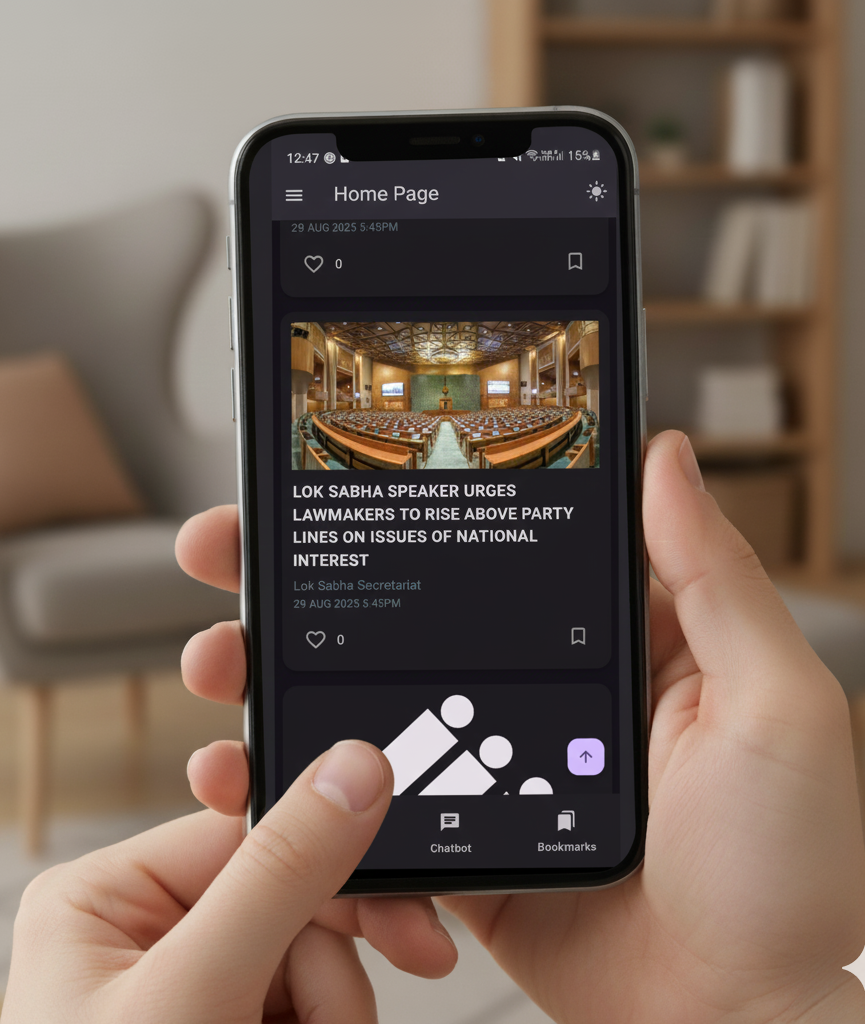 12:47
15%
Home Page
29 AUG 2025 5:45PM
0
LOK SABHA SPEAKER URGES
LAWMAKERS TO RISE ABOVE PARTY
LINES ON ISSUES OF NATIONAL
INTEREST
Lok Sabha Secretariat
29 AUG 2025 5:45PM
0
Chatbot
Bookmarks